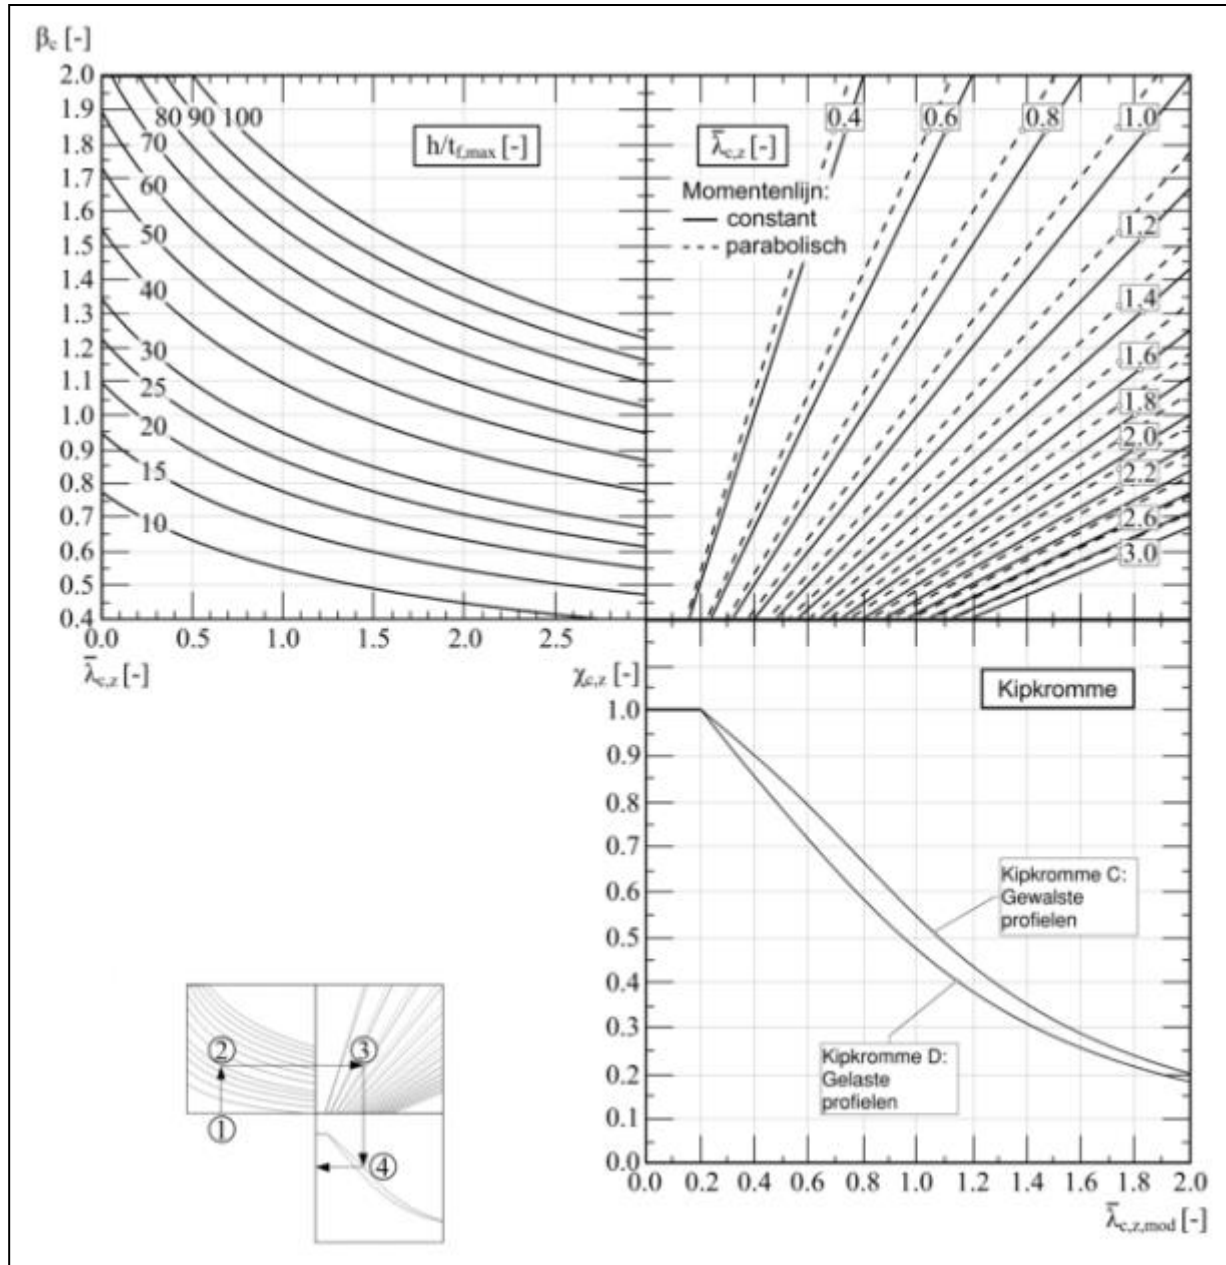 βc [-]
2.0
1.9
1.8
1.7
1.6
1.5
1.4
1.3
1.2
1.1
1.0
0.9
0.8
0.7
0.6
0.5
0.4
80 90 100
70
60
50
40
30
25
20
15
10
h/tf,max [-]
0.0 0.5 1.0 1.5 2.0 2.5
λ̄c,z [-]
0.4 0.6 0.8 1.0
λ̄c,z [-]
Momentenlijn:
constant
parabolisch
1.2
1.4
1.6
1.8
2.0
2.2
2.6
3.0
χc,z [-]
Kipkromme
1.0
0.9
0.8
0.7
0.6
0.5
0.4
0.3
0.2
0.1
0.0
Kipkromme C:
Gewalste
profielen
Kipkromme D:
Gelaste
profielen
0.0 0.2 0.4 0.6 0.8 1.0 1.2 1.4 1.6 1.8 2.0
λ̄c,z,mod [-]
2 3
1
4